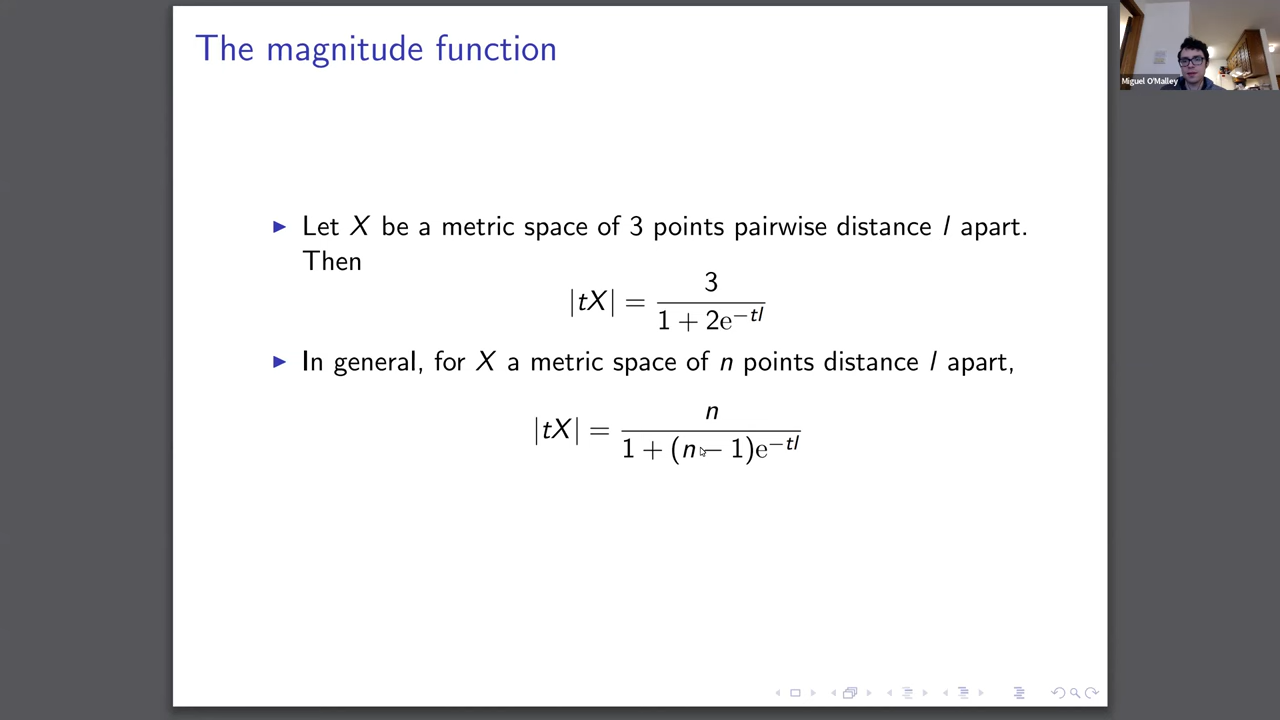 The magnitude function
Miguel O'Malley
▶ Let X be a metric space of 3 points pairwise distance l apart.
Then
|tX| = 3 / (1 + 2e^{−tl})
▶ In general, for X a metric space of n points distance l apart,
|tX| = n / (1 + (n − 1)e^{−tl})